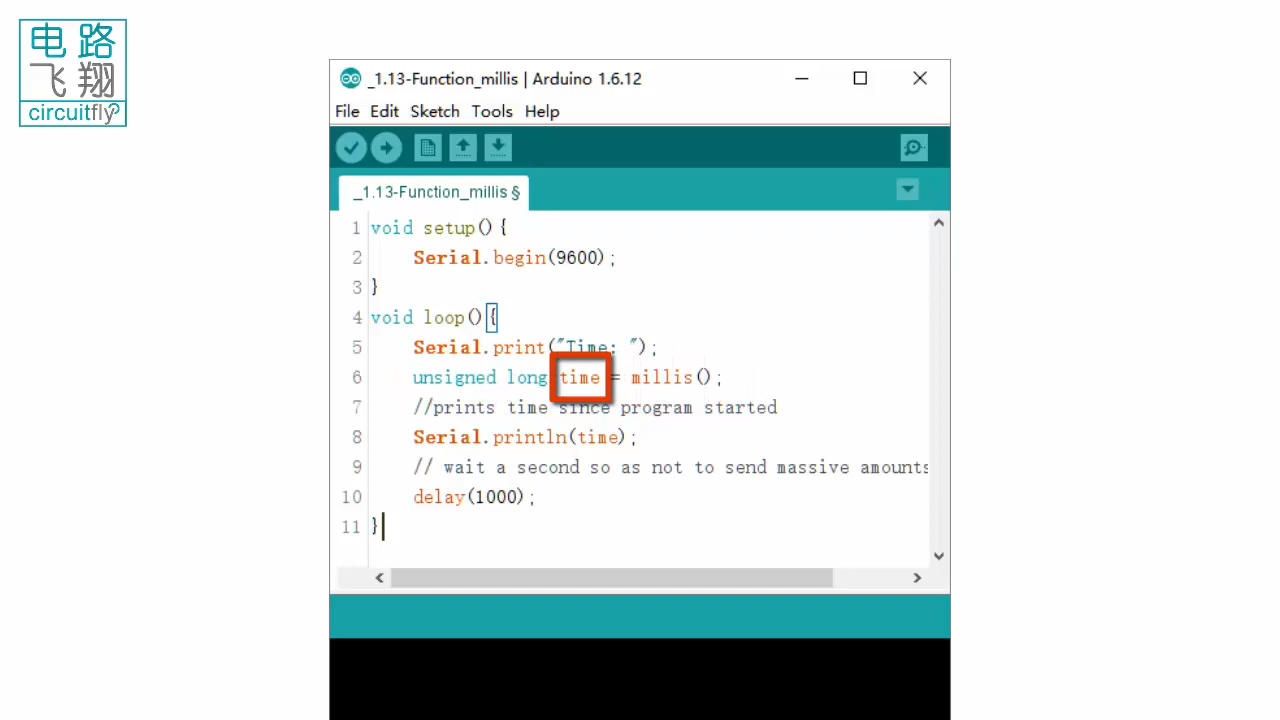 电路
飞翔
circuitfly
_1.13-Function_millis | Arduino 1.6.12
File Edit Sketch Tools Help
_1.13-Function_millis §
1 void setup(){
2 Serial.begin(9600);
3 }
4 void loop(){
5 Serial.print("Time: ");
6 unsigned long time = millis();
7 //prints time since program started
8 Serial.println(time);
9 // wait a second so as not to send massive amounts
10 delay(1000);
11 }